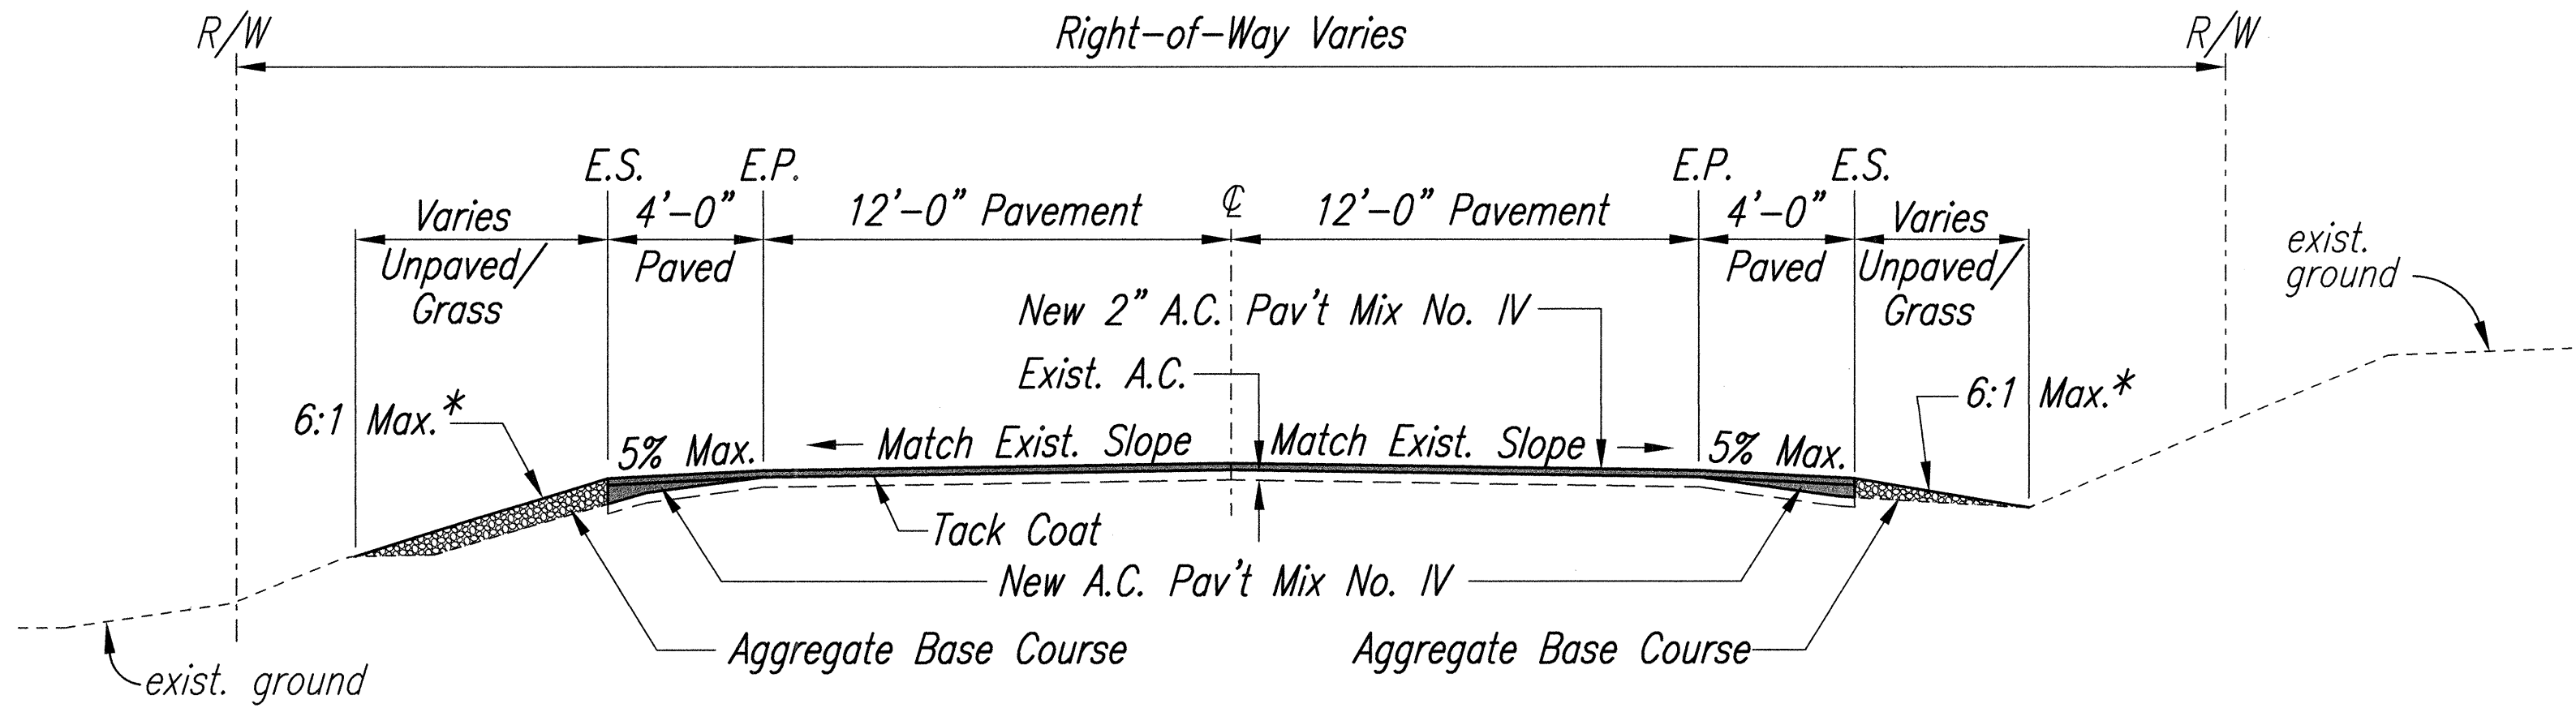 R/W
Right-of-Way Varies
R/W
E.S.
E.P.
E.P.
E.S.
Varies
4'-0"
12'-0" Pavement
℄
12'-0" Pavement
4'-0"
Varies
Unpaved/
Grass
Paved
Paved
Unpaved/
Grass
exist.
ground
New 2" A.C. Pav't Mix No. IV
Exist. A.C.
6:1 Max.*
6:1 Max.*
5% Max.
Match Exist. Slope
Match Exist. Slope
5% Max.
Tack Coat
New A.C. Pav't Mix No. IV
Aggregate Base Course
Aggregate Base Course
exist. ground